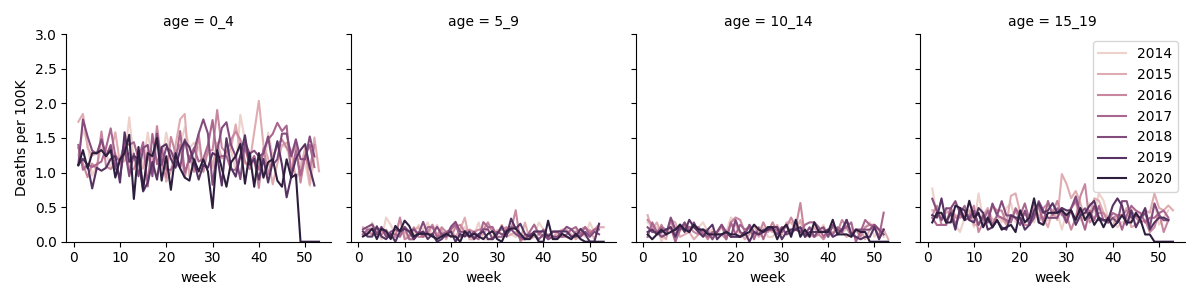 age = 0_4
age = 5_9
age = 10_14
age = 15_19
Deaths per 100K
3.0
2.5
2.0
1.5
1.0
0.5
0.0
2014
2015
2016
2017
2018
2019
2020
0 10 20 30 40 50
0 10 20 30 40 50
0 10 20 30 40 50
0 10 20 30 40 50
week
week
week
week